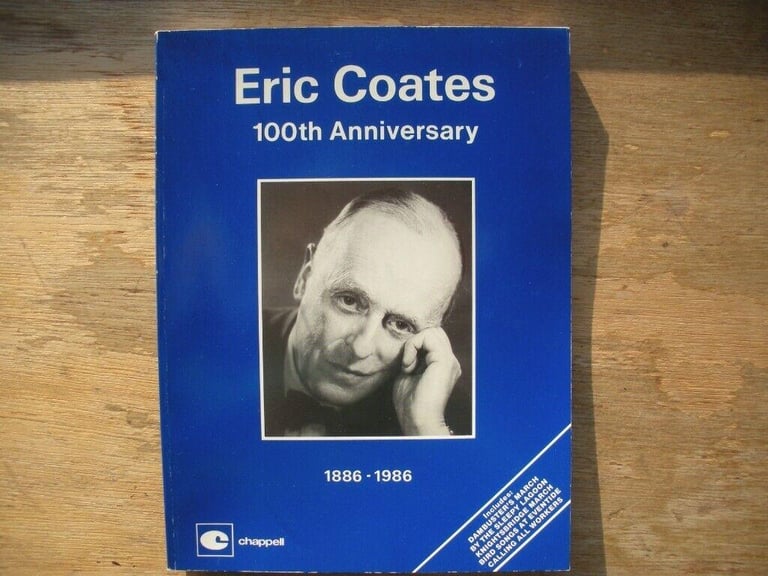 Eric Coates
100th Anniversary
1886 - 1986
Includes:
DAMBUSTER'S MARCH
BY THE SLEEPY LAGOON
KNIGHTSBRIDGE MARCH
BIRD SONGS AT EVENTIDE
CALLING ALL WORKERS
chappell